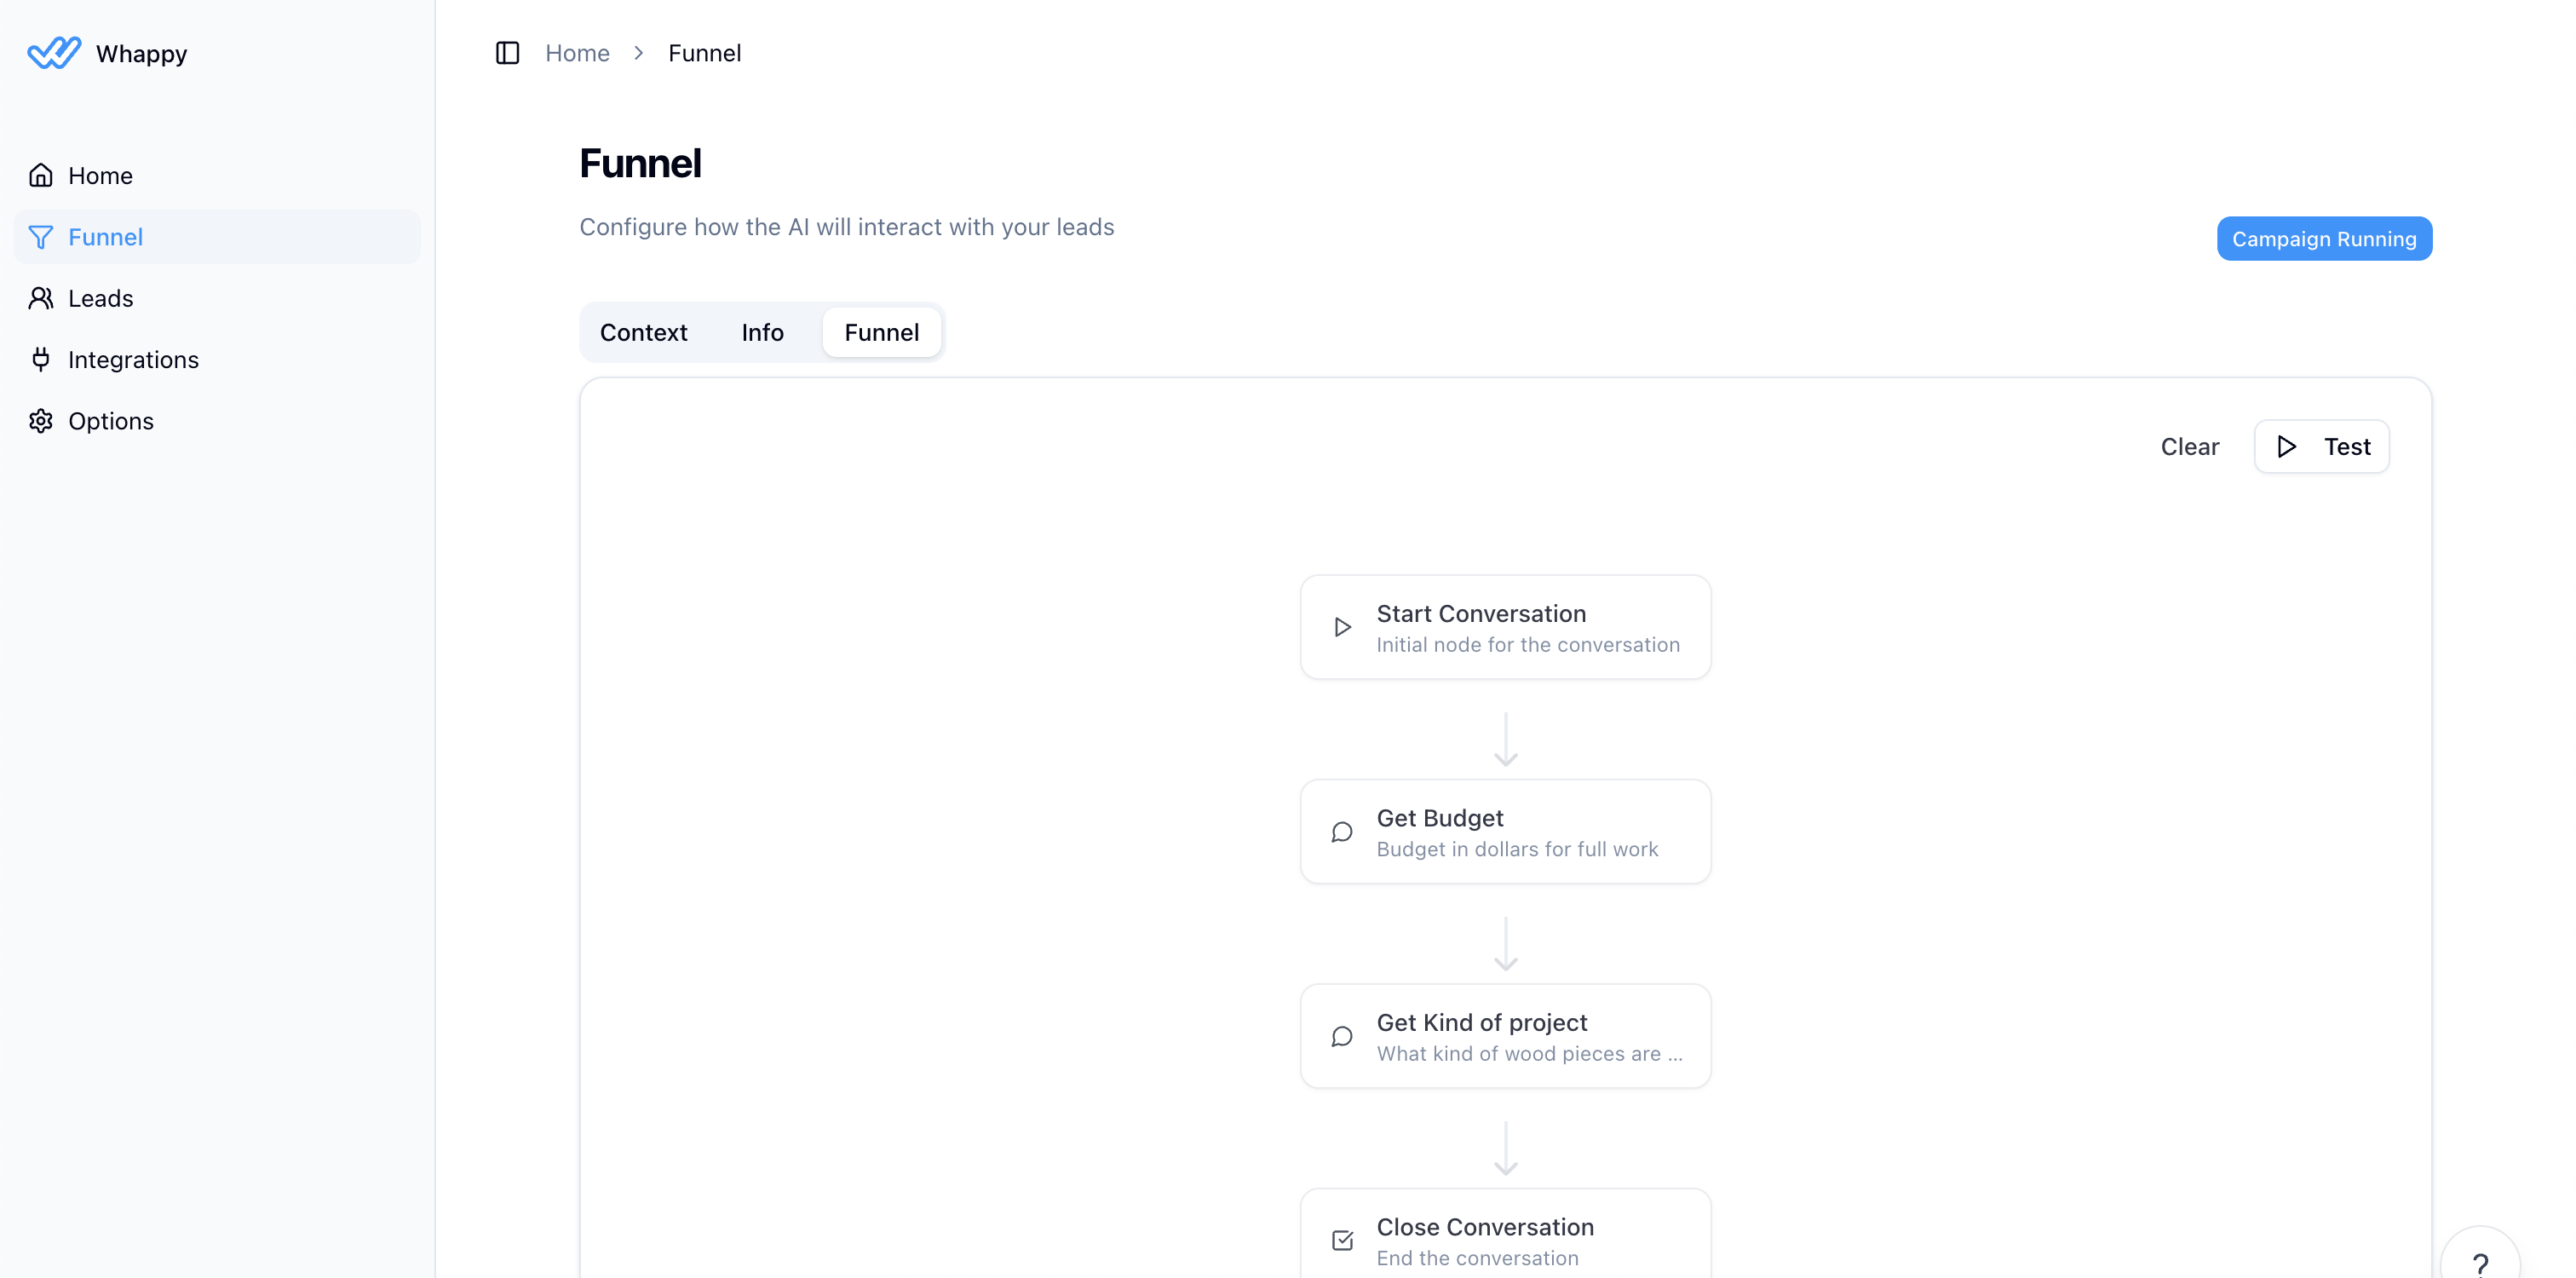 Whappy
Home
Funnel
Leads
Integrations
Options
Home > Funnel
Funnel
Configure how the AI will interact with your leads
Campaign Running
Context Info Funnel
Clear Test
Start Conversation
Initial node for the conversation
Get Budget
Budget in dollars for full work
Get Kind of project
What kind of wood pieces are ...
Close Conversation
End the conversation
?